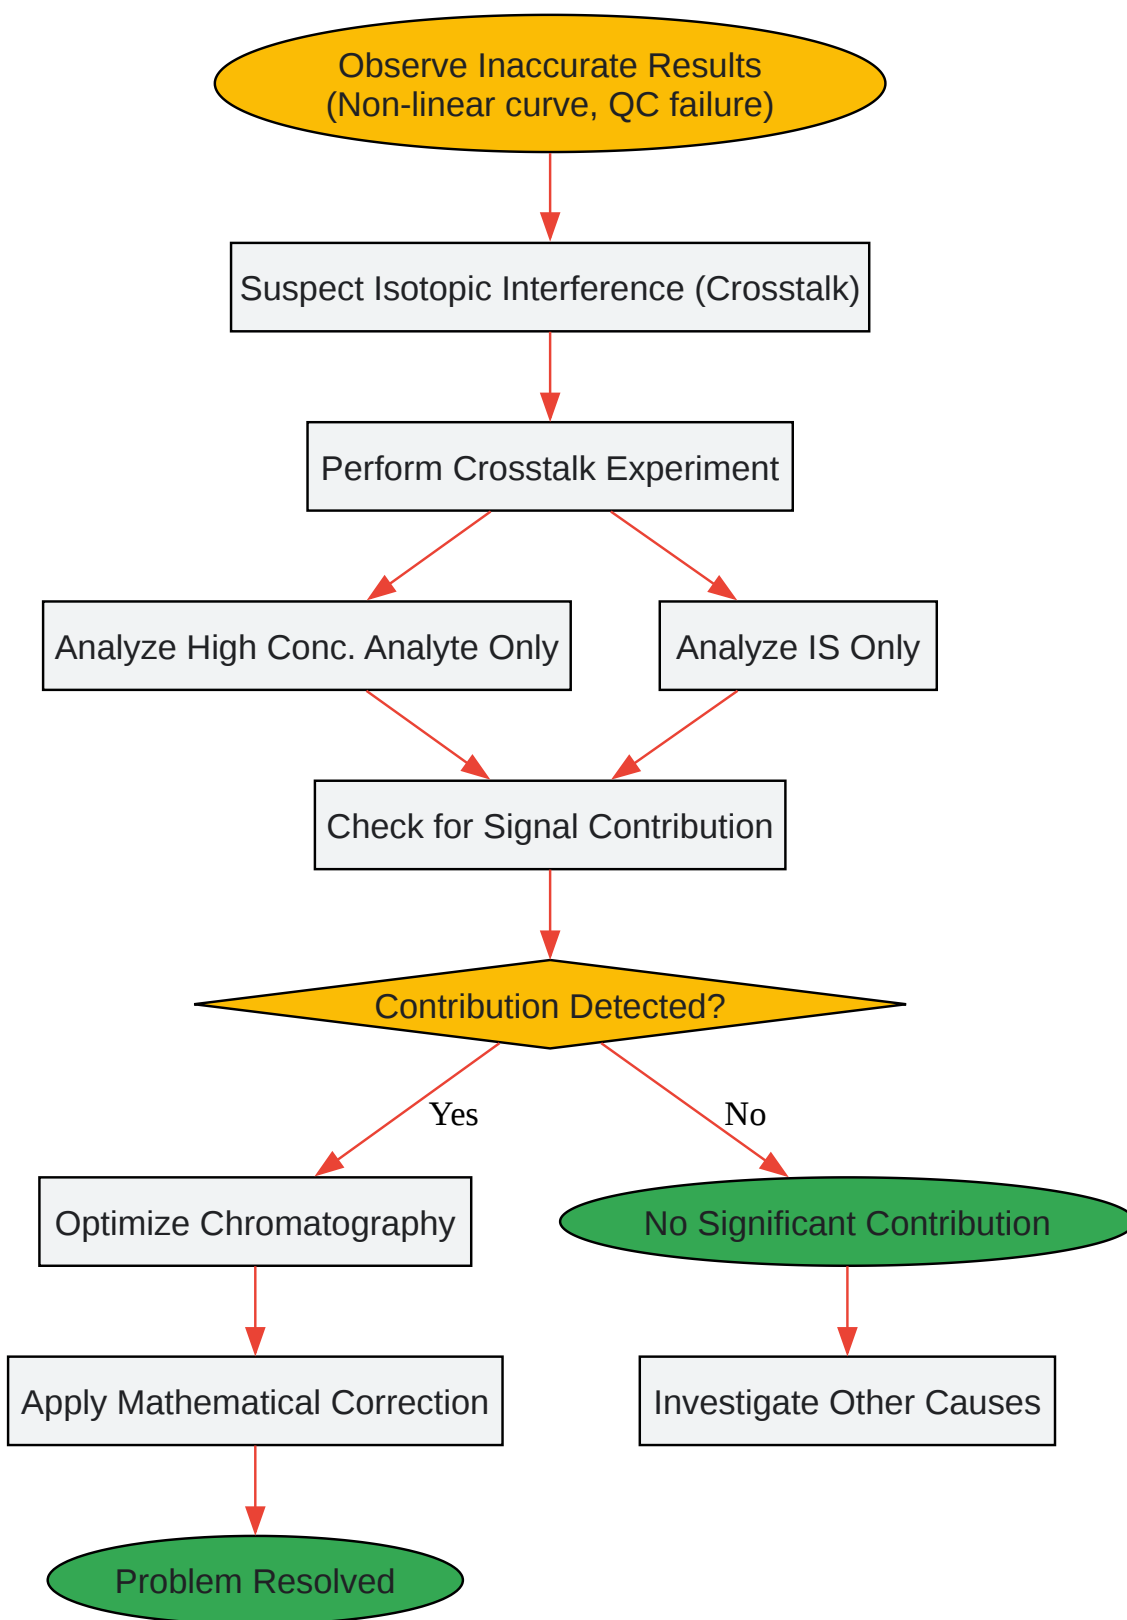 Observe Inaccurate Results
(Non-linear curve, QC failure)
Suspect Isotopic Interference (Crosstalk)
Perform Crosstalk Experiment
Analyze High Conc. Analyte Only
Analyze IS Only
Check for Signal Contribution
Contribution Detected?
Yes
No
Optimize Chromatography
No Significant Contribution
Apply Mathematical Correction
Investigate Other Causes
Problem Resolved